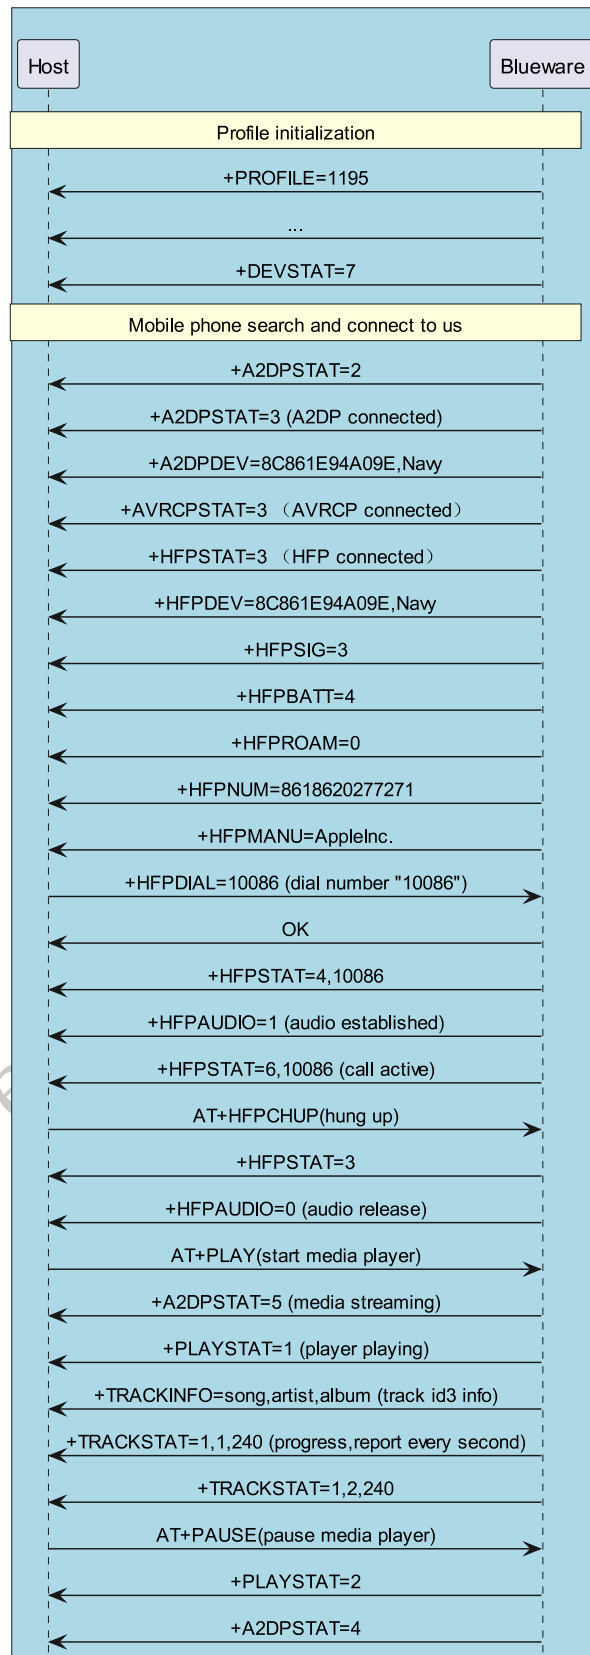 Host
Blueware
Profile initialization
+PROFILE=1195
...
+DEVSTAT=7
Mobile phone search and connect to us
+A2DPSTAT=2
+A2DPSTAT=3 (A2DP connected)
+A2DPDEV=8C861E94A09E,Navy
+AVRCPSTAT=3 （AVRCP connected）
+HFPSTAT=3 （HFP connected）
+HFPDEV=8C861E94A09E,Navy
+HFPSIG=3
+HFPBATT=4
+HFPROAM=0
+HFPNUM=8618620277271
+HFPMANU=AppleInc.
+HFPDIAL=10086 (dial number "10086")
OK
+HFPSTAT=4,10086
+HFPAUDIO=1 (audio established)
+HFPSTAT=6,10086 (call active)
AT+HFPCHUP(hung up)
+HFPSTAT=3
+HFPAUDIO=0 (audio release)
AT+PLAY(start media player)
+A2DPSTAT=5 (media streaming)
+PLAYSTAT=1 (player playing)
+TRACKINFO=song,artist,album (track id3 info)
+TRACKSTAT=1,1,240 (progress,report every second)
+TRACKSTAT=1,2,240
AT+PAUSE(pause media player)
+PLAYSTAT=2
+A2DPSTAT=4